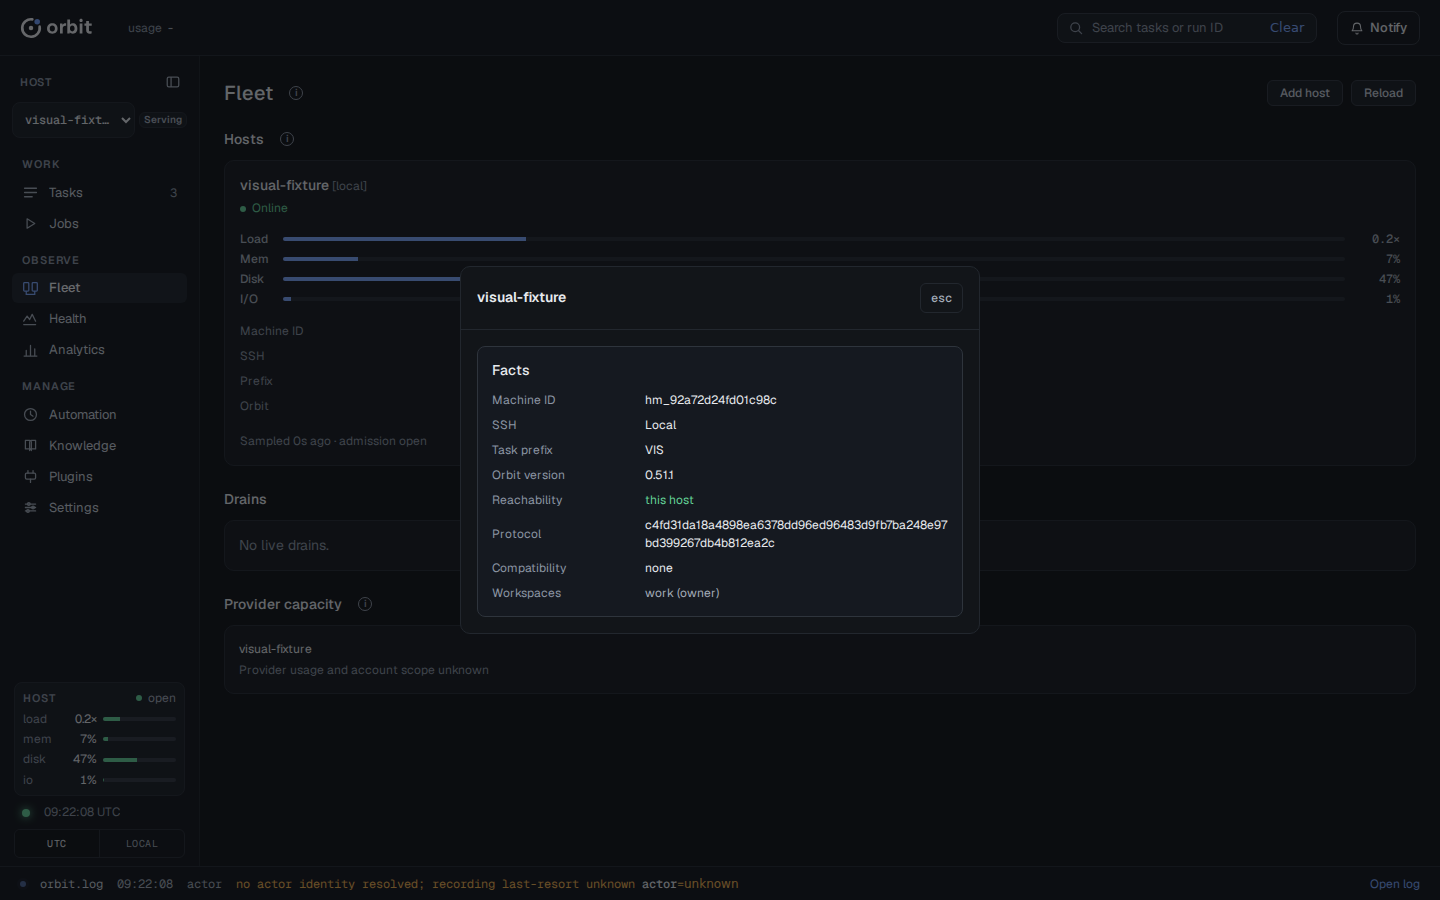 orbit
usage -
Search tasks or run ID
Clear
Notify
HOST
visual-fixt…
Serving
WORK
Tasks 3
Jobs
OBSERVE
Fleet
Health
Analytics
MANAGE
Automation
Knowledge
Plugins
Settings
HOST open
load 0.2×
mem 7%
disk 47%
io 1%
09:22:08 UTC
UTC LOCAL
Fleet
Add host
Reload
Hosts
visual-fixture [local]
Online
Load 0.2×
Mem 7%
Disk 47%
I/O 1%
Machine ID
SSH
Prefix
Orbit
Sampled 0s ago · admission open
Drains
No live drains.
Provider capacity
visual-fixture
Provider usage and account scope unknown
visual-fixture
esc
Facts
Machine ID hm_92a72d24fd01c98c
SSH Local
Task prefix VIS
Orbit version 0.51.1
Reachability this host
Protocol c4fd31da18a4898ea6378dd96ed96483d9fb7ba248e97
bd399267db4b812ea2c
Compatibility none
Workspaces work (owner)
orbit.log 09:22:08 actor no actor identity resolved; recording last-resort unknown actor=unknown
Open log